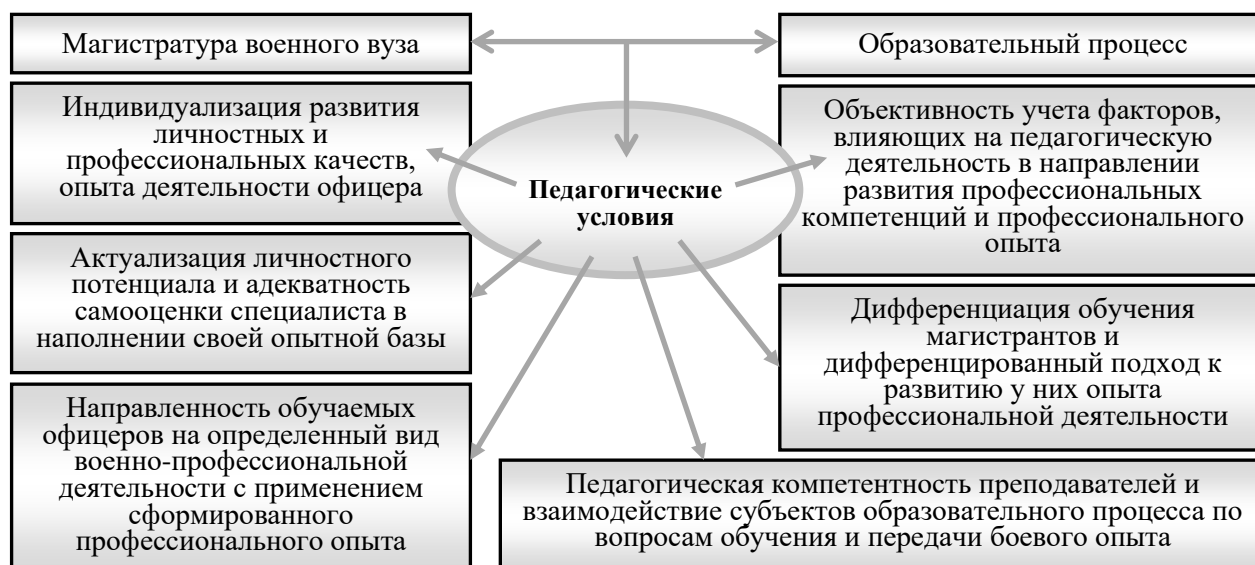 Магистратура военного вуза
Образовательный процесс
Индивидуализация развития
личностных и
профессиональных качеств,
опыта деятельности офицера
Объективность учета факторов,
влияющих на педагогическую
деятельность в направлении
развития профессиональных
компетенций и профессионального
опыта
Педагогические
условия
Актуализация личностного
потенциала и адекватность
самооценки специалиста в
наполнении своей опытной базы
Дифференциация обучения
магистрантов и
дифференцированный подход к
развитию у них опыта
профессиональной деятельности
Направленность обучаемых
офицеров на определенный вид
военно-профессиональной
деятельности с применением
сформированного
профессионального опыта
Педагогическая компетентность преподавателей и
взаимодействие субъектов образовательного процесса по
вопросам обучения и передачи боевого опыта